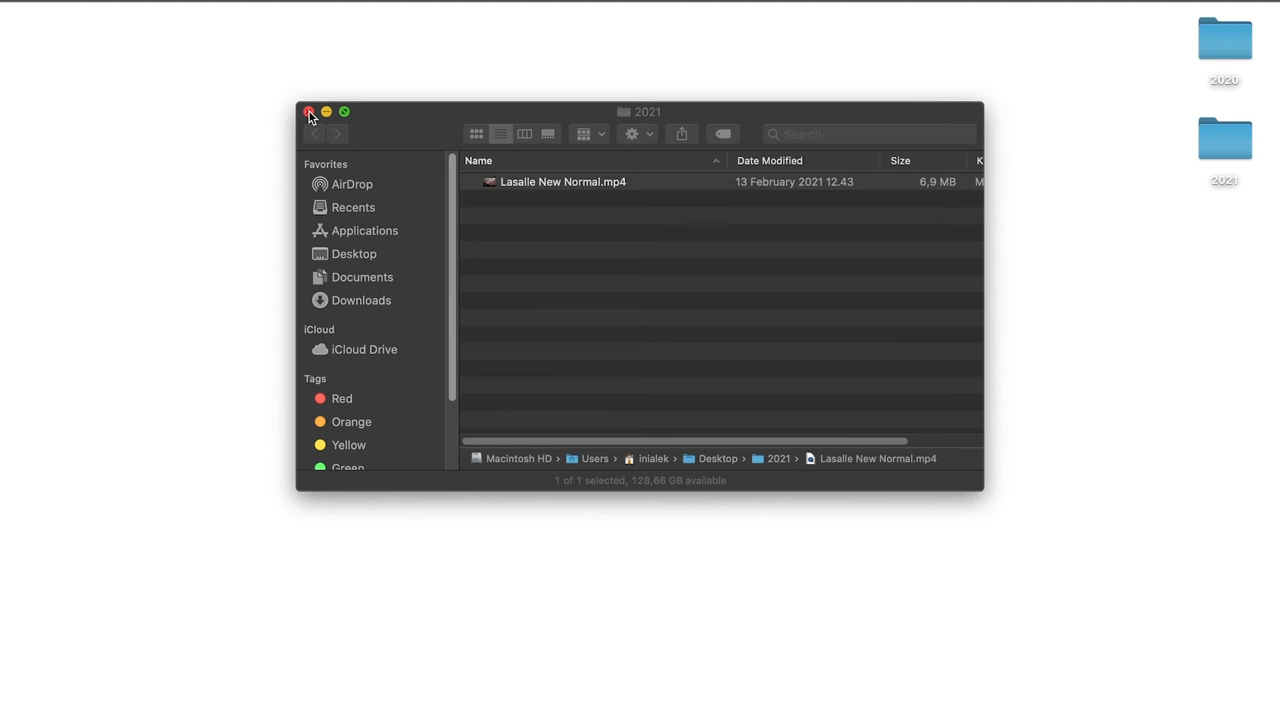 2020
2021
2021
Search
Favorites
AirDrop
Recents
Applications
Desktop
Documents
Downloads
iCloud
iCloud Drive
Tags
Red
Orange
Yellow
Green
Name Date Modified Size K
Lasalle New Normal.mp4 13 February 2021 12.43 6,9 MB M
Macintosh HD › Users › inialek › Desktop › 2021 › Lasalle New Normal.mp4
1 of 1 selected, 128,66 GB available